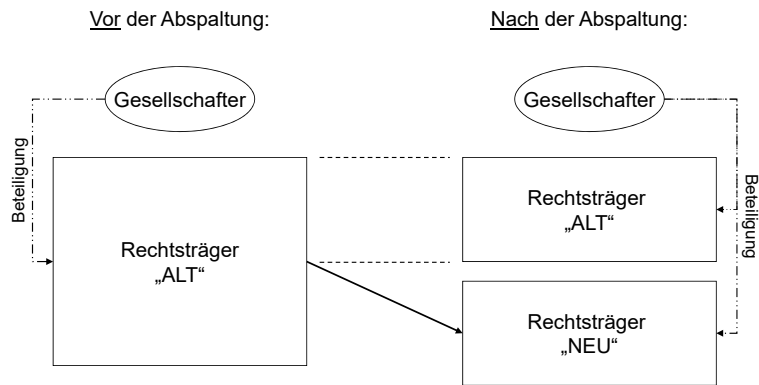 Vor der Abspaltung:
Nach der Abspaltung:
Gesellschafter
Gesellschafter
Beteiligung
Rechtsträger
„ALT“
Rechtsträger
„ALT“
Beteiligung
Rechtsträger
„NEU“